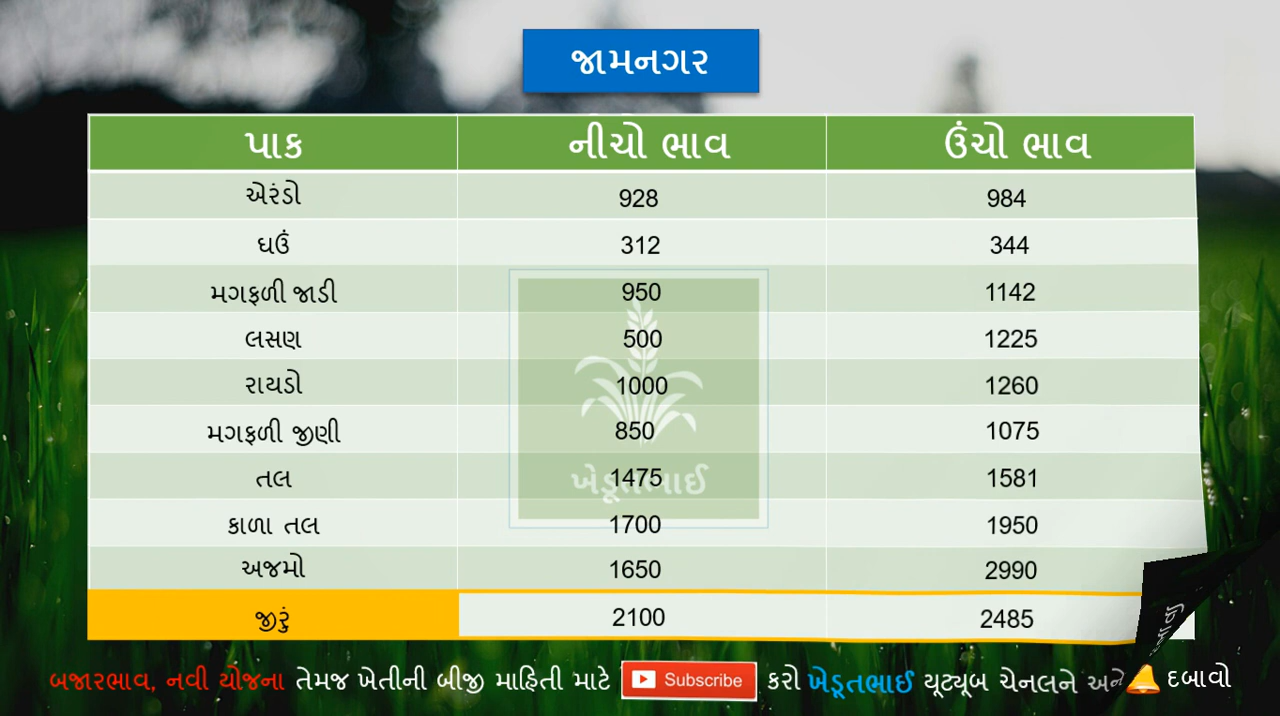 જામનગર
પાક નીચો ભાવ ઉંચો ભાવ
એરંડો 928 984
ઘઉં 312 344
મગફળી જાડી 950 1142
લસણ 500 1225
રાયડો 1000 1260
મગફળી જીણી 850 1075
તલ 1475 1581
ખેડૂતભાઈ
કાળા તલ 1700 1950
અજમો 1650 2990
જીરું 2100 2485
બજારભાવ, નવી યોજના તેમજ ખેતીની બીજી માહિતી માટે Subscribe કરો ખેડૂતભાઈ યૂટ્યૂબ ચેનલને અને દબાવો